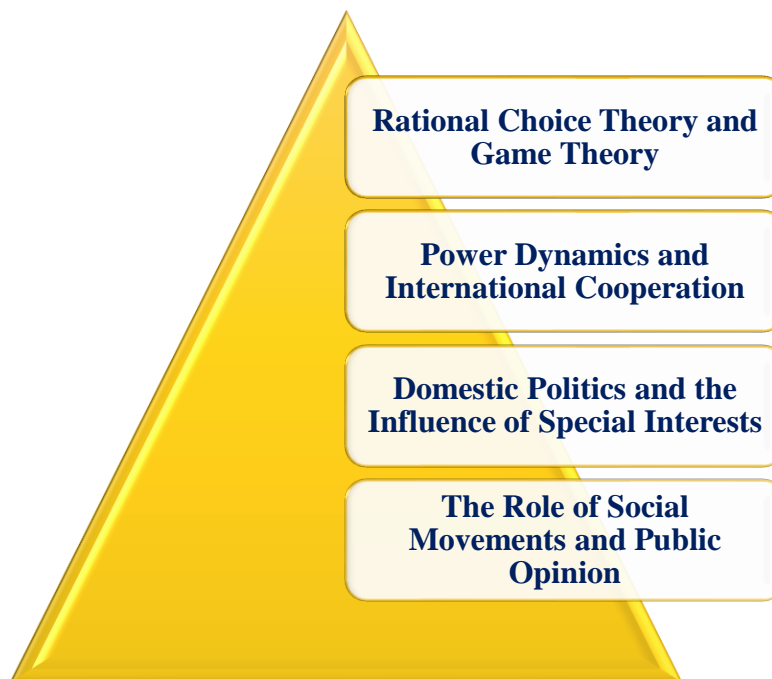 Rational Choice Theory and
Game Theory
Power Dynamics and
International Cooperation
Domestic Politics and the
Influence of Special Interests
The Role of Social
Movements and Public
Opinion